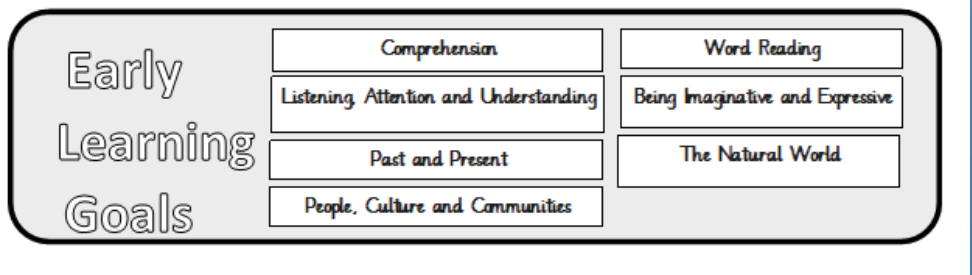 Early
Learning
Goals
Comprehension
Listening, Attention and Understanding
Past and Present
People, Culture and Communities
Word Reading
Being Imaginative and Expressive
The Natural World